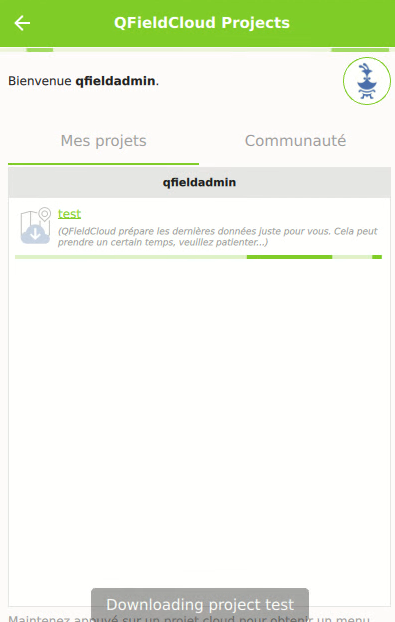 QFieldCloud Projects
Bienvenue qfieldadmin.
Mes projets
Communauté
qfieldadmin
test
(QFieldCloud prépare les dernières données juste pour vous. Cela peut
prendre un certain temps, veuillez patienter...)
Downloading project test
Maintenez appuyé sur un projet cloud pour obtenir un menu